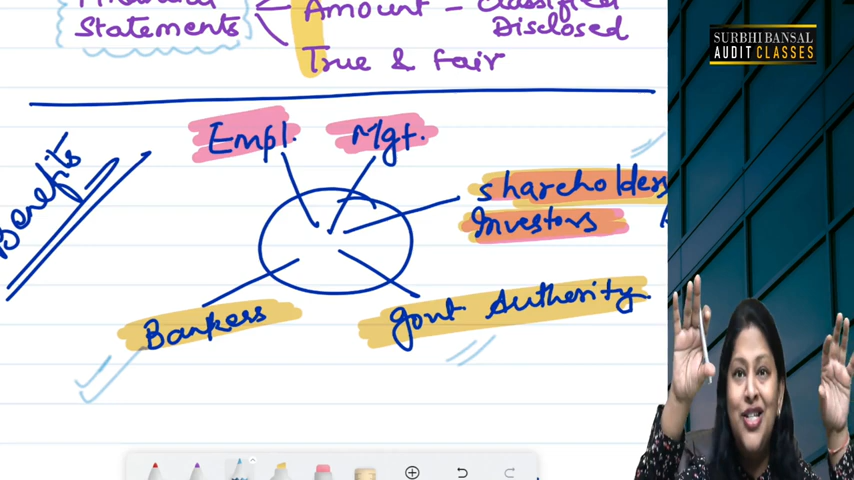 Statements
Amount - Classified
Disclosed
True & Fair
SURBHI BANSAL
AUDIT CLASSES
Benefits
Empl.
Mgt.
Shareholders
Investors
Bankers
Govt Authority